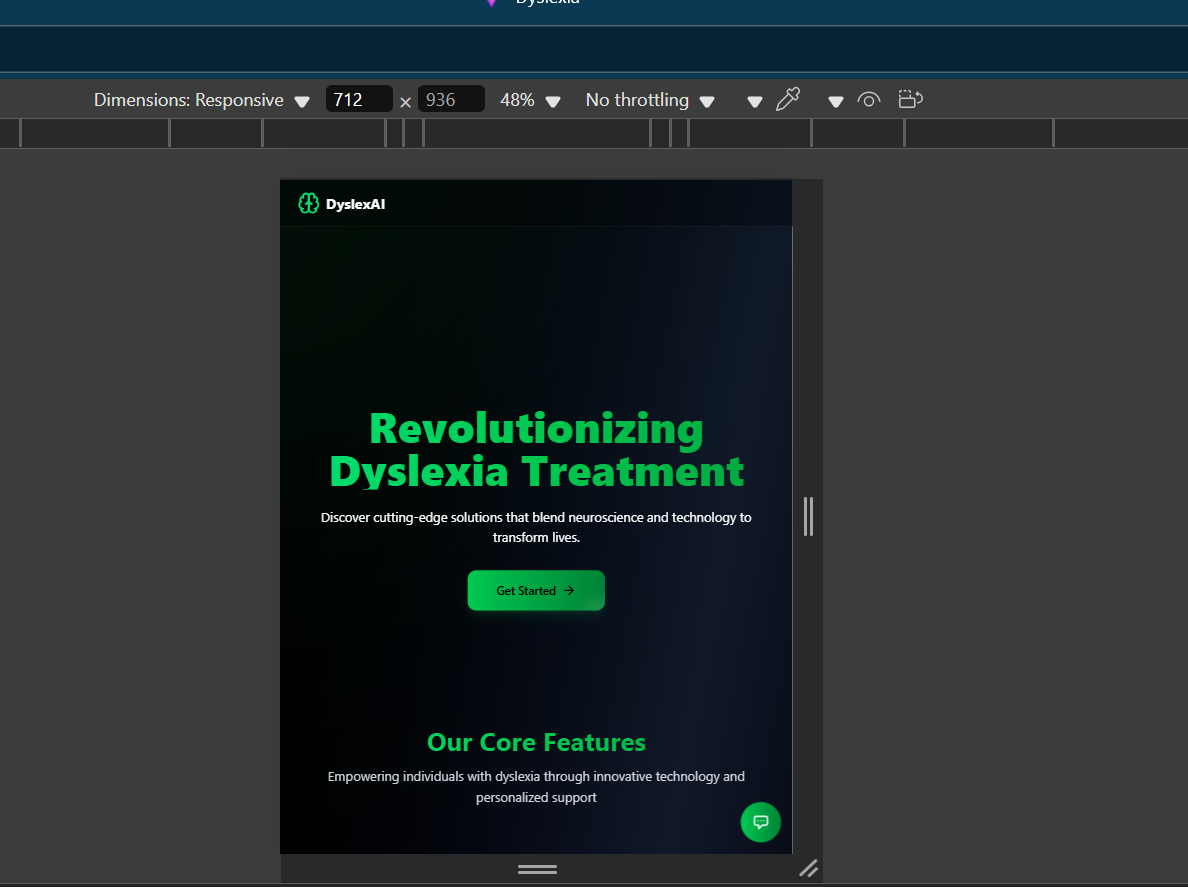 Dyslexia
Dimensions: Responsive 712 × 936 48% No throttling
DyslexAI
Revolutionizing
Dyslexia Treatment
Discover cutting-edge solutions that blend neuroscience and technology to
transform lives.
Get Started →
Our Core Features
Empowering individuals with dyslexia through innovative technology and
personalized support